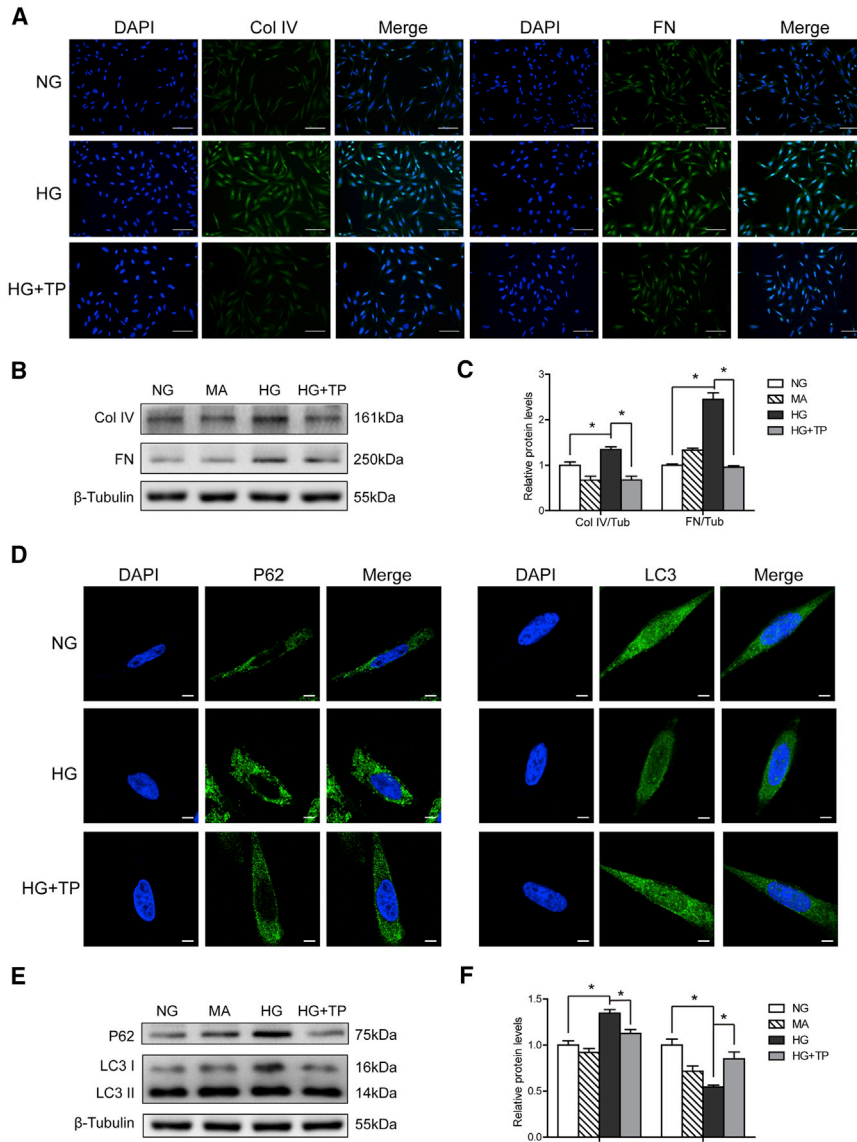 A
DAPI Col IV Merge DAPI FN Merge
NG
HG
HG+TP
B
NG MA HG HG+TP
Col IV 161kDa
FN 250kDa
β-Tubulin 55kDa
C
Relative protein levels
3
2
1
0
* * * *
Col IV/Tub FN/Tub
NG
MA
HG
HG+TP
D
DAPI P62 Merge DAPI LC3 Merge
NG
HG
HG+TP
E
NG MA HG HG+TP
P62 75kDa
LC3 I 16kDa
LC3 II 14kDa
β-Tubulin 55kDa
F
Relative protein levels
1.5
1.0
0.5
0.0
* * * *
NG
MA
HG
HG+TP